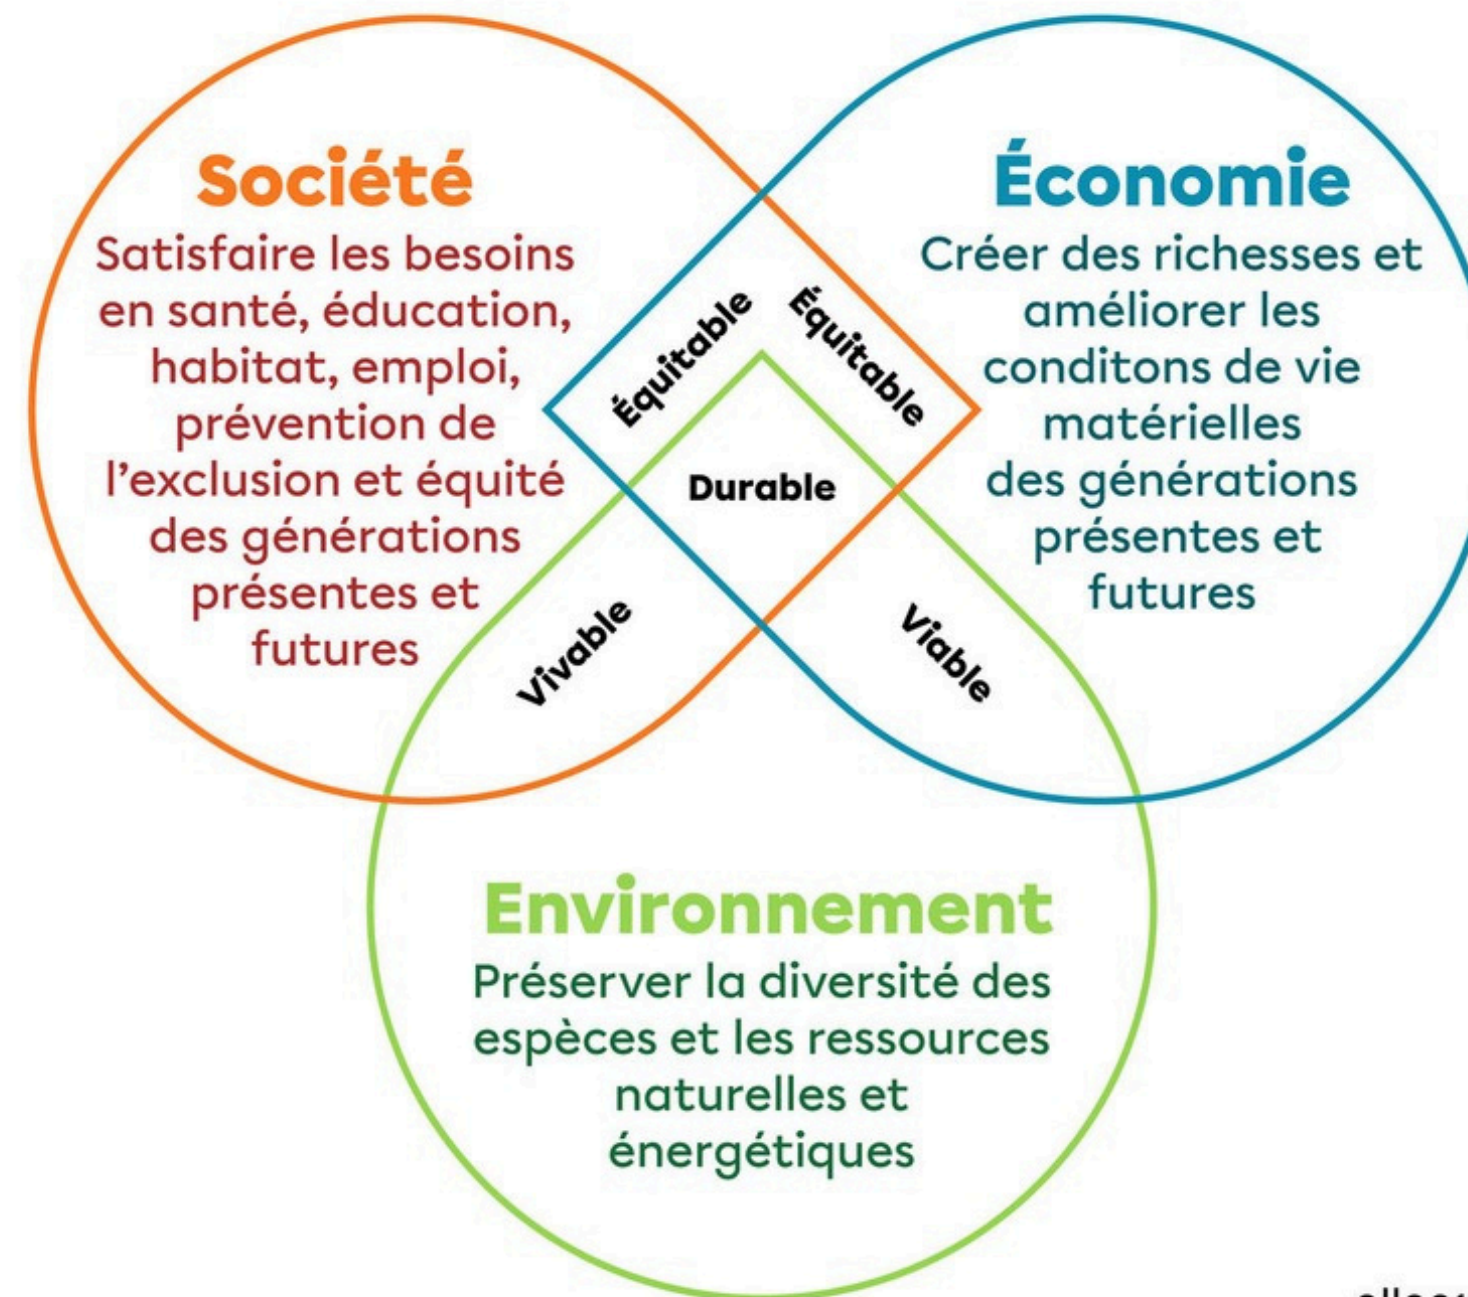 Société
Satisfaire les besoins
en santé, éducation,
habitat, emploi,
prévention de
l'exclusion et équité
des générations
présentes et
futures
Économie
Créer des richesses et
améliorer les
conditons de vie
matérielles
des générations
présentes et
futures
Équitable
Équitable
Durable
Vivable
Viable
Environnement
Préserver la diversité des
espèces et les ressources
naturelles et
énergétiques